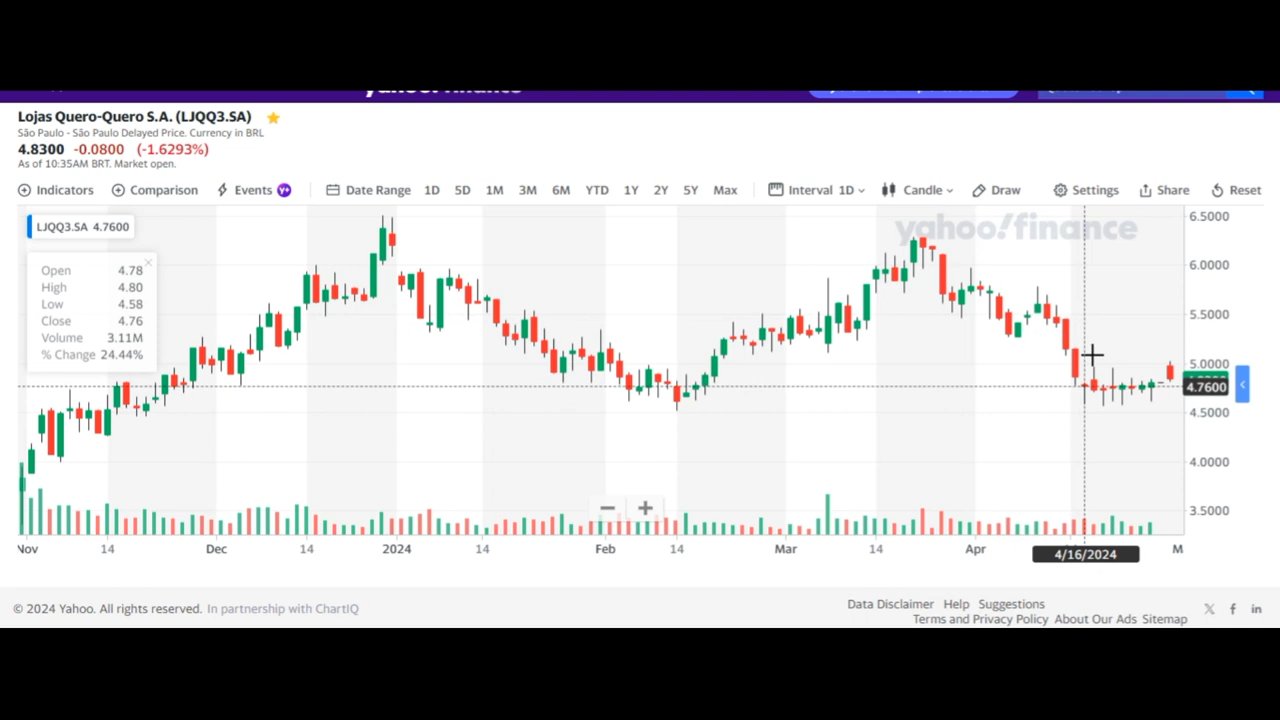 Lojas Quero-Quero S.A. (LJQQ3.SA)
São Paulo - São Paulo Delayed Price. Currency in BRL
4.8300 -0.0800 (-1.6293%)
As of 10:35AM BRT. Market open.
Indicators Comparison Events Y+ Date Range 1D 5D 1M 3M 6M YTD 1Y 2Y 5Y Max Interval 1D Candle Draw Settings Share Reset
LJQQ3.SA 4.7600
yahoo!finance
Open 4.78
High 4.80
Low 4.58
Close 4.76
Volume 3.11M
% Change 24.44%
6.5000
6.0000
5.5000
5.0000
4.7600
4.5000
4.0000
3.5000
Nov 14 Dec 14 2024 14 Feb 14 Mar 14 Apr 4/16/2024 M
© 2024 Yahoo. All rights reserved. In partnership with ChartIQ
Data Disclaimer Help Suggestions
Terms and Privacy Policy About Our Ads Sitemap